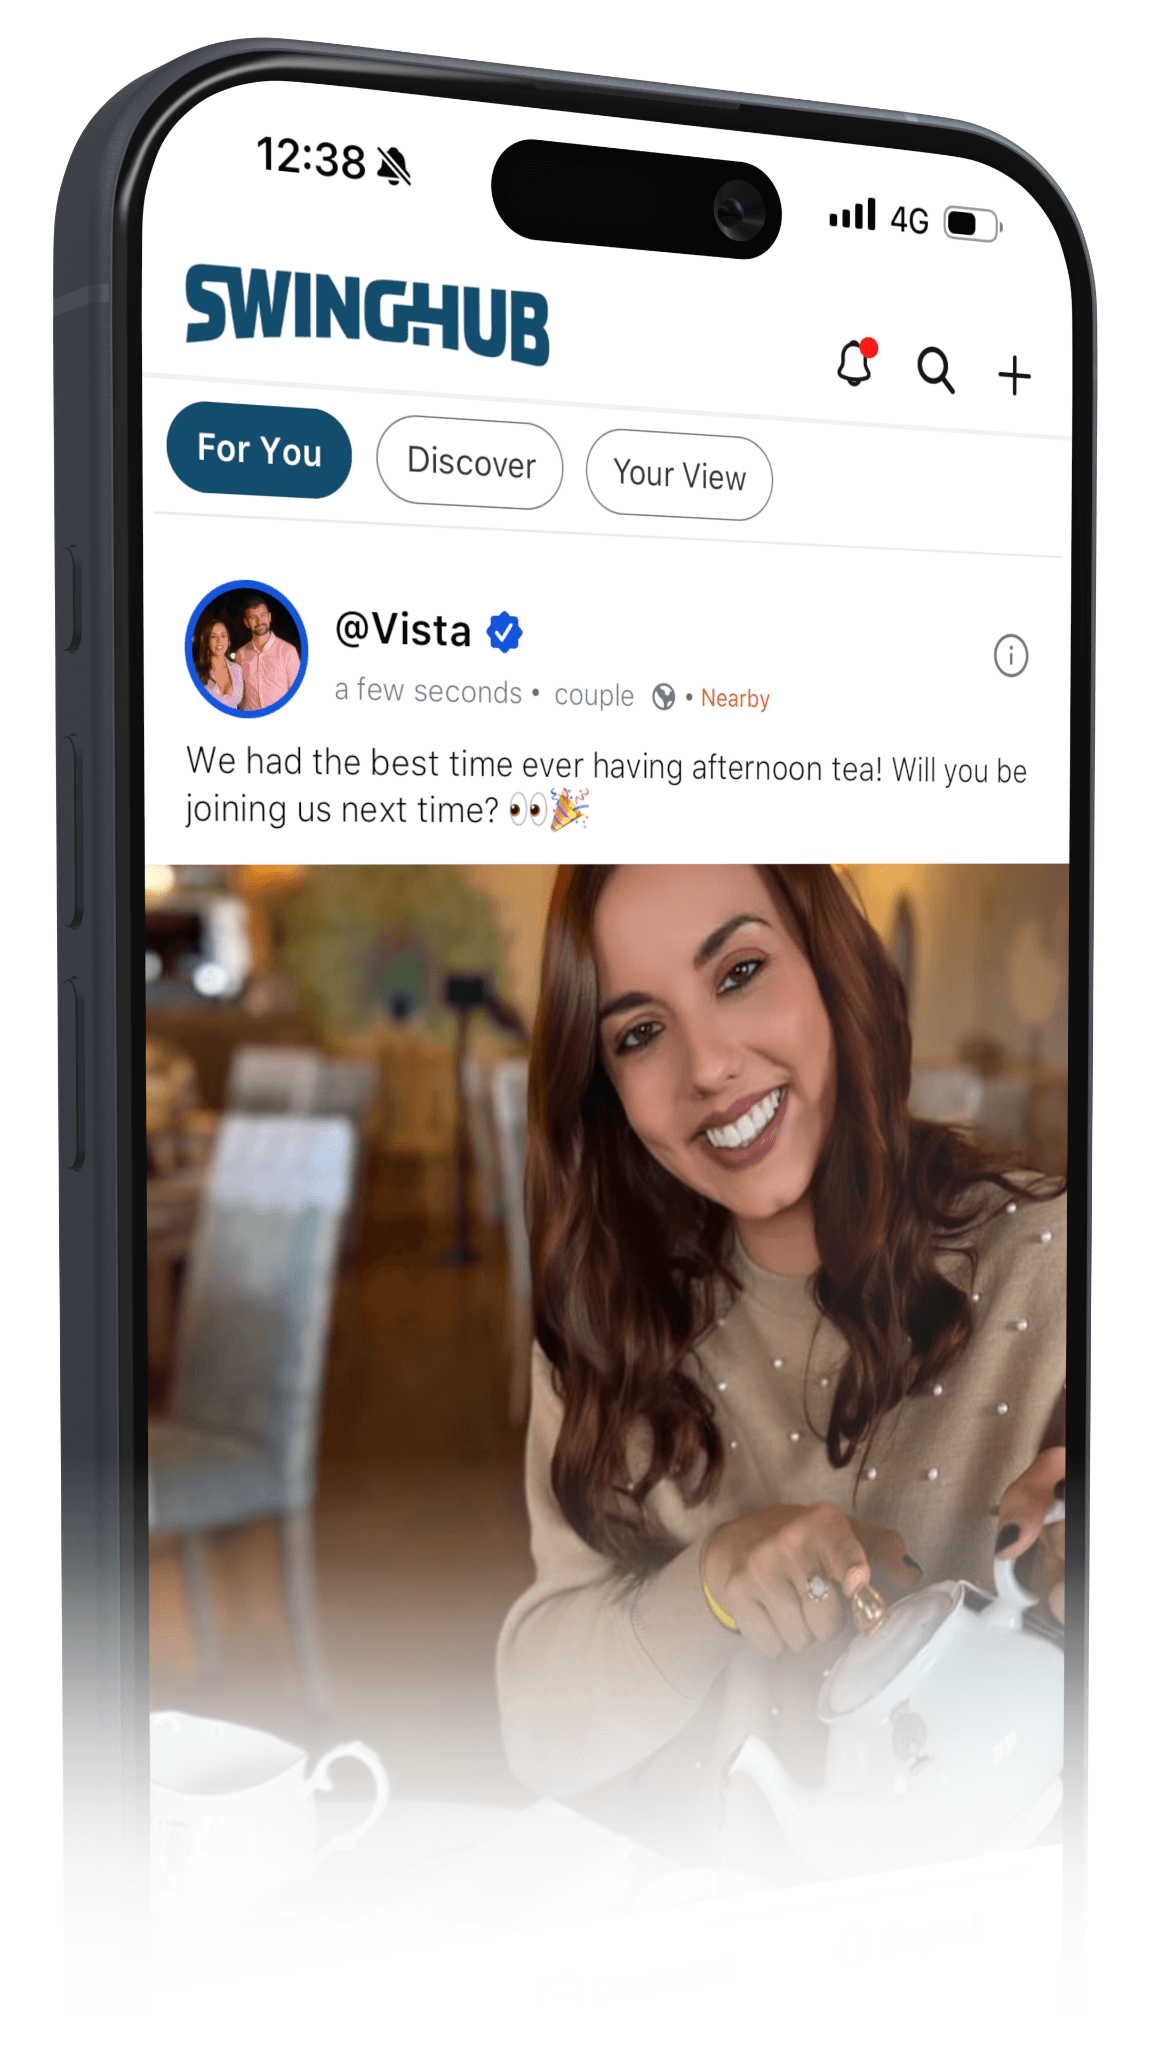 12:38
4G
SWINGHUB
For You
Discover
Your View
@Vista
a few seconds • couple • Nearby
We had the best time ever having afternoon tea! Will you be
joining us next time? 👀🎉